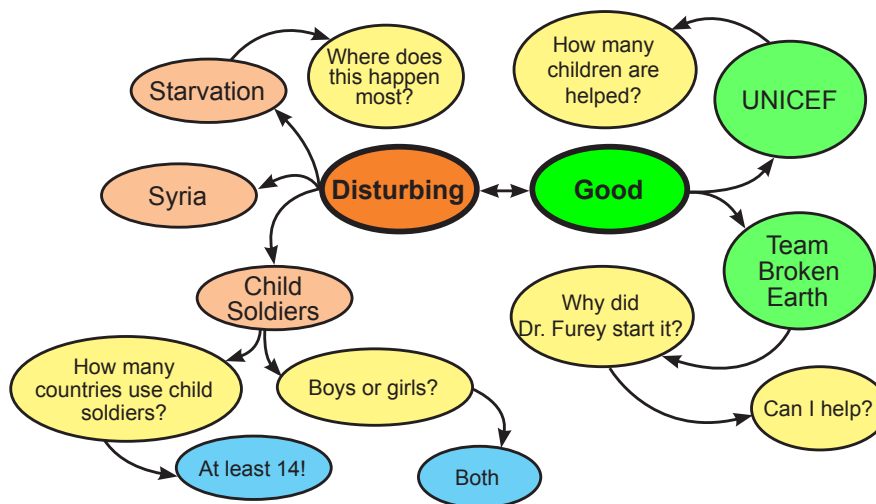 Starvation
Where does
this happen
most?
How many
children are
helped?
UNICEF
Syria
Disturbing
Good
Team
Broken
Earth
Child
Soldiers
Why did
Dr. Furey start it?
How many
countries use child
soldiers?
Boys or girls?
Can I help?
At least 14!
Both